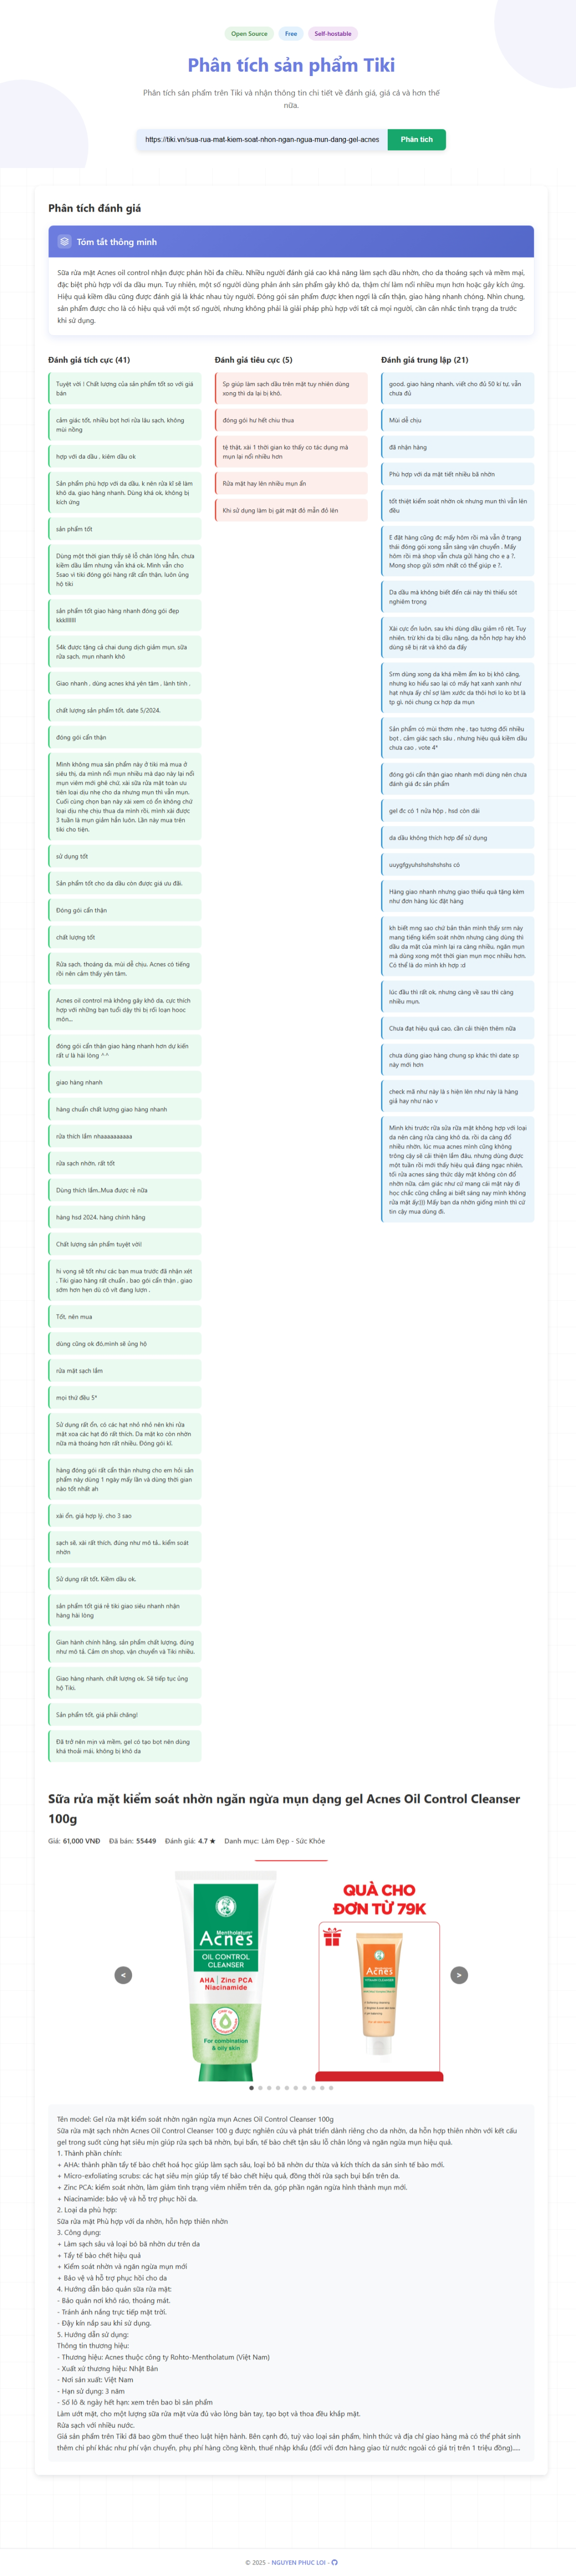 Open Source
Free
Self-hostable
Phân tích sản phẩm Tiki
Phân tích sản phẩm trên Tiki và nhận thông tin chi tiết về đánh giá, giá cả và hơn thế
nữa.
https://tiki.vn/sua-rua-mat-kiem-soat-nhon-ngan-ngua-mun-dang-gel-acnes
Phân tích
Phân tích đánh giá
Tóm tắt thông minh
Sữa rửa mặt Acnes oil control nhận được phản hồi đa chiều. Nhiều người đánh giá cao khả năng làm sạch dầu nhờn, cho da thoáng sạch và mềm mại,
đặc biệt phù hợp với da dầu mụn. Tuy nhiên, một số người dùng phản ánh sản phẩm gây khô da, thậm chí làm nổi nhiều mụn hơn hoặc gây kích ứng.
Hiệu quả kiềm dầu cũng được đánh giá là khác nhau tùy người. Đóng gói sản phẩm được khen ngợi là cẩn thận, giao hàng nhanh chóng. Nhìn chung,
sản phẩm được cho là có hiệu quả với một số người, nhưng không phải là giải pháp phù hợp với tất cả mọi người, cần cân nhắc tình trạng da trước
khi sử dụng.
Đánh giá tích cực (41)
Tuyệt vời ! Chất lượng của sản phẩm tốt so với giá
bán
cảm giác tốt, nhiều bọt hơi rửa lâu sạch, không
mùi nồng
hợp với da dầu , kiêm dầu ok
Sản phẩm phù hợp với da dầu, k nên rửa kĩ sẽ làm
khô da, giao hàng nhanh. Dùng khá ok, không bị
kích ứng
sản phẩm tốt
Dùng một thời gian thấy sẽ lỗ chân lông hẳn, chưa
kiềm dầu lắm nhưng vẫn khá ok. Mình vẫn cho
5sao vì tiki đóng gói hàng rất cẩn thận, luôn ủng
hộ tiki
sản phẩm tốt giao hàng nhanh đóng gói đẹp
kkkllllll
54k được tặng cả chai dung dịch giảm mụn, sữa
rửa sạch, mụn nhanh khô
Giao nhanh , dùng acnes khá yên tâm , lành tính .
chất lượng sản phẩm tốt. date 5/2024.
đóng gói cẩn thận
Mình không mua sản phẩm này ở tiki mà mua ở
siêu thị, da mình nổi mụn nhiều mà dạo này lại nổi
mụn viêm mới ghê chứ, xài sữa rửa mặt toàn ưu
tiên loại dịu nhẹ cho da nhưng mụn thì vẫn mụn.
Cuối cùng chọn bạn này xài xem có ổn không chứ
loại dịu nhẹ chịu thua da mình rồi, mình xài được
3 tuần là mụn giảm hẳn luôn. Lần này mua trên
tiki cho tiện.
sử dụng tốt
Sản phẩm tốt cho da dầu còn được giá ưu đãi.
Đóng gói cẩn thận
chất lượng tốt
Rửa sạch, thoáng da, mùi dễ chịu. Acnes có tiếng
rồi nên cảm thấy yên tâm.
Acnes oil control mà không gây khô da, cực thích
hợp với những bạn tuổi dậy thì bị rối loạn hooc
môn...
đóng gói cẩn thận giao hàng nhanh hơn dự kiến
rất ư là hài lòng ^.^
giao hàng nhanh
hàng chuẩn chất lượng giao hàng nhanh
rửa thích lắm nhaaaaaaaaaa
rửa sạch nhờn, rất tốt
Dùng thích lắm..Mua được rẻ nữa
hàng hsd 2024, hàng chính hãng
Chất lượng sản phẩm tuyệt vời!
hi vọng sẽ tốt như các bạn mua trước đã nhận xét
. Tiki giao hàng rất chuẩn , bao gói cẩn thận , giao
sớm hơn hẹn dù cô vít đang lượn .
Tốt, nên mua
dùng cũng ok đó,mình sẽ ủng hộ
rửa mặt sạch lắm
mọi thứ đều 5*
Sử dụng rất ổn, có các hạt nhỏ nhỏ nên khi rửa
mặt xoa các hạt đó rất thích. Da mặt ko còn nhờn
nữa mà thoáng hơn rất nhiều. Đóng gói kĩ.
hàng đóng gói rất cẩn thận nhưng cho em hỏi sản
phẩm này dùng 1 ngày mấy lần và dùng thời gian
nào tốt nhất ah
xài ổn, giá hợp lý. cho 3 sao
sạch sẽ, xài rất thích, đúng như mô tả.. kiểm soát
nhờn
Sử dụng rất tốt. Kiềm dầu ok.
sản phẩm tốt giá rẻ tiki giao siêu nhanh nhận
hàng hài lòng
Gian hành chính hãng, sản phẩm chất lượng, đúng
như mô tả. Cảm ơn shop, vận chuyển và Tiki nhiều.
Giao hàng nhanh, chất lượng ok. Sẽ tiếp tục ủng
hộ Tiki.
Sản phẩm tốt, giá phải chăng!
Đã trở nên mịn và mềm, gel có tạo bọt nên dùng
khá thoải mái, không bị khô da
Đánh giá tiêu cực (5)
Sp giúp làm sạch dầu trên mặt tuy nhiên dùng
xong thì da lại bị khô,
đóng gói hư hết chiu thua
tệ thật, xài 1 thời gian ko thấy co tác dụng mà
mụn lại nổi nhiều hơn
Rửa mặt hay lên nhiều mụn ẩn
Khi sử dụng làm bị gát mặt đỏ mẩn đỏ lên
Đánh giá trung lập (21)
good, giao hàng nhanh, viết cho đủ 50 kí tự, vẫn
chưa đủ
Mùi dễ chịu
đã nhận hàng
Phù hợp với da mặt tiết nhiều bã nhờn
tốt thiệt kiểm soát nhờn ok nhưng mun thì vẫn lên
đều
E đặt hàng cũng đc mấy hôm rồi mà vẫn ở trang
thái đóng gói xong sẵn sàng vận chuyển . Mấy
hôm rồi mà shop vẫn chưa gửi hàng cho e ạ ?.
Mong shop gửi sớm nhất có thể giúp e ?.
Da dầu mà không biết đến cái này thì thiếu sót
nghiêm trọng
Xài cực ổn luôn, sau khi dùng dầu giảm rõ rệt. Tuy
nhiên, trừ khi da bị dầu nặng, da hỗn hợp hay khô
dùng sẽ bị rát và khô da đấy
Srm dùng xong da khá mềm ẩm ko bị khô căng,
nhưng ko hiểu sao lại có mấy hạt xanh xanh như
hạt nhựa ấy chỉ sợ làm xước da thôi hơi lo ko bt là
tp gì, nói chung cx hợp da mụn
Sản phẩm có mùi thơm nhẹ , tạo tương đối nhiều
bọt , cảm giác sạch sâu , nhưng hiệu quả kiềm dầu
chưa cao , vote 4*
đóng gói cẩn thận giao nhanh mới dùng nên chưa
đánh giá đc sản phẩm
gel đc có 1 nửa hộp , hsd còn dài
da dầu không thích hợp để sử dụng
uuygfgyuhshshshshshs có
Hàng giao nhanh nhưng giao thiếu quà tặng kèm
như đơn hàng lúc đặt hàng
kh biết mng sao chứ bản thân mình thấy srm này
mang tiếng kiểm soát nhờn nhưng càng dùng thì
dầu da mặt của mình lại ra càng nhiều, ngăn mụn
mà dùng xong một thời gian mụn mọc nhiều hơn.
Có thể là do mình kh hợp :d
lúc đầu thì rất ok, nhưng càng về sau thì càng
nhiều mụn.
Chưa đạt hiệu quả cao, cần cải thiện thêm nữa
chưa dùng giao hàng chung sp khác thì date sp
này mới hơn
check mã như này là s hiện lên như này là hàng
giả hay như nào v
Mình khi trước rữa sửa rữa mặt không hợp với loại
da nên càng rửa càng khô da, rồi da càng đổ
nhiều nhờn, lúc mua acnes mình cũng không
trông cậy sẽ cải thiện lắm đâu, nhưng dùng được
một tuần rồi mới thấy hiệu quả đáng ngạc nhiên,
tối rửa acnes sáng thức dậy mặt không còn đổ
nhờn nữa, cảm giác như cứ mang cái mặt này đi
học chắc cũng chẳng ai biết sáng nay mình không
rửa mặt ấy:))) Mấy bạn da nhờn giống mình thì cứ
tin cậy mua dùng đi.
Sữa rửa mặt kiểm soát nhờn ngăn ngừa mụn dạng gel Acnes Oil Control Cleanser
100g
Giá: 61,000 VNĐ Đã bán: 55449 Đánh giá: 4.7 ★ Danh mục: Làm Đẹp - Sức Khỏe
Mentholatum
Acnes
OIL CONTROL
CLEANSER
AHA | Zinc PCA
Niacinamide
For combination
& oily skin
QUÀ CHO
ĐƠN TỪ 79K
Acnes
<
>
Tên model: Gel rửa mặt kiểm soát nhờn ngăn ngừa mụn Acnes Oil Control Cleanser 100g
Sữa rửa mặt sạch nhờn Acnes Oil Control Cleanser 100 g được nghiên cứu và phát triển dành riêng cho da nhờn, da hỗn hợp thiên nhờn với kết cấu
gel trong suốt cùng hạt siêu mịn giúp rửa sạch bã nhờn, bụi bẩn, tế bào chết tận sâu lỗ chân lông và ngăn ngừa mụn hiệu quả.
1. Thành phần chính:
+ AHA: thành phần tẩy tế bào chết hoá học giúp làm sạch sâu, loại bỏ bã nhờn dư thừa và kích thích da sản sinh tế bào mới.
+ Micro-exfoliating scrubs: các hạt siêu mịn giúp tẩy tế bào chết hiệu quả, đồng thời rửa sạch bụi bẩn trên da.
+ Zinc PCA: kiểm soát nhờn, làm giảm tình trạng viêm nhiễm trên da, góp phần ngăn ngừa hình thành mụn mới.
+ Niacinamide: bảo vệ và hỗ trợ phục hồi da.
2. Loại da phù hợp:
Sữa rửa mặt Phù hợp với da nhờn, hỗn hợp thiên nhờn
3. Công dụng:
+ Làm sạch sâu và loại bỏ bã nhờn dư trên da
+ Tẩy tế bào chết hiệu quả
+ Kiểm soát nhờn và ngăn ngừa mụn mới
+ Bảo vệ và hỗ trợ phục hồi cho da
4. Hướng dẫn bảo quản sữa rửa mặt:
- Bảo quản nơi khô ráo, thoáng mát.
- Tránh ánh nắng trực tiếp mặt trời.
- Đậy kín nắp sau khi sử dụng.
5. Hướng dẫn sử dụng:
Thông tin thương hiệu:
- Thương hiệu: Acnes thuộc công ty Rohto-Mentholatum (Việt Nam)
- Xuất xứ thương hiệu: Nhật Bản
- Nơi sản xuất: Việt Nam
- Hạn sử dụng: 3 năm
- Số lô & ngày hết hạn: xem trên bao bì sản phẩm
Làm ướt mặt, cho một lượng sữa rửa mặt vừa đủ vào lòng bàn tay, tạo bọt và thoa đều khắp mặt.
Rửa sạch với nhiều nước.
Giá sản phẩm trên Tiki đã bao gồm thuế theo luật hiện hành. Bên cạnh đó, tuỳ vào loại sản phẩm, hình thức và địa chỉ giao hàng mà có thể phát sinh
thêm chi phí khác như phí vận chuyển, phụ phí hàng cồng kềnh, thuế nhập khẩu (đối với đơn hàng giao từ nước ngoài có giá trị trên 1 triệu đồng).....
© 2025 - NGUYEN PHUC LOI -